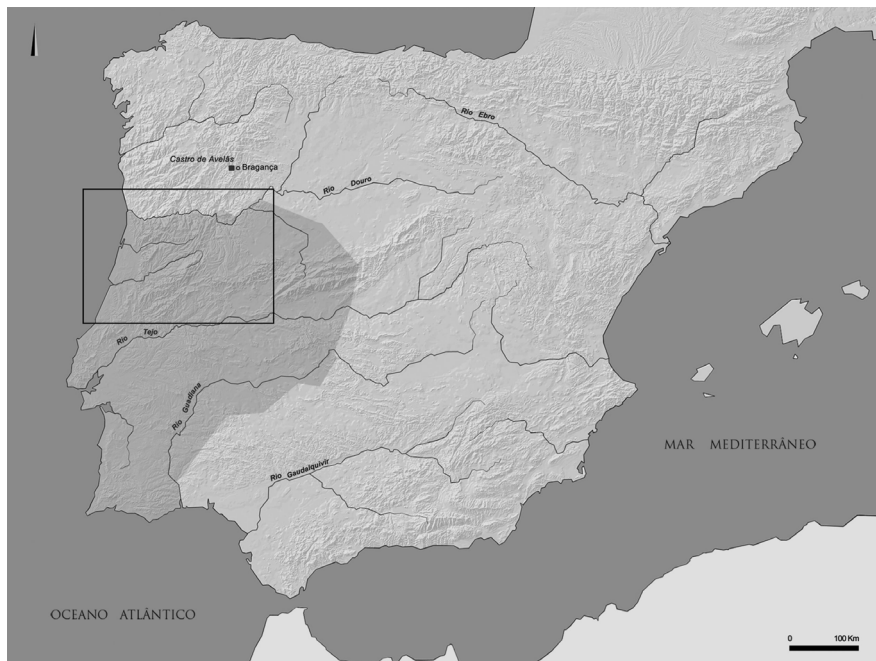 Rio Ebro
Castro de Avelãs
Bragança
Rio Douro
Rio Tejo
Rio Guadiana
MAR MEDITERRÂNEO
Rio Gaudalquivir
OCEANO ATLÂNTICO
0 100 Km